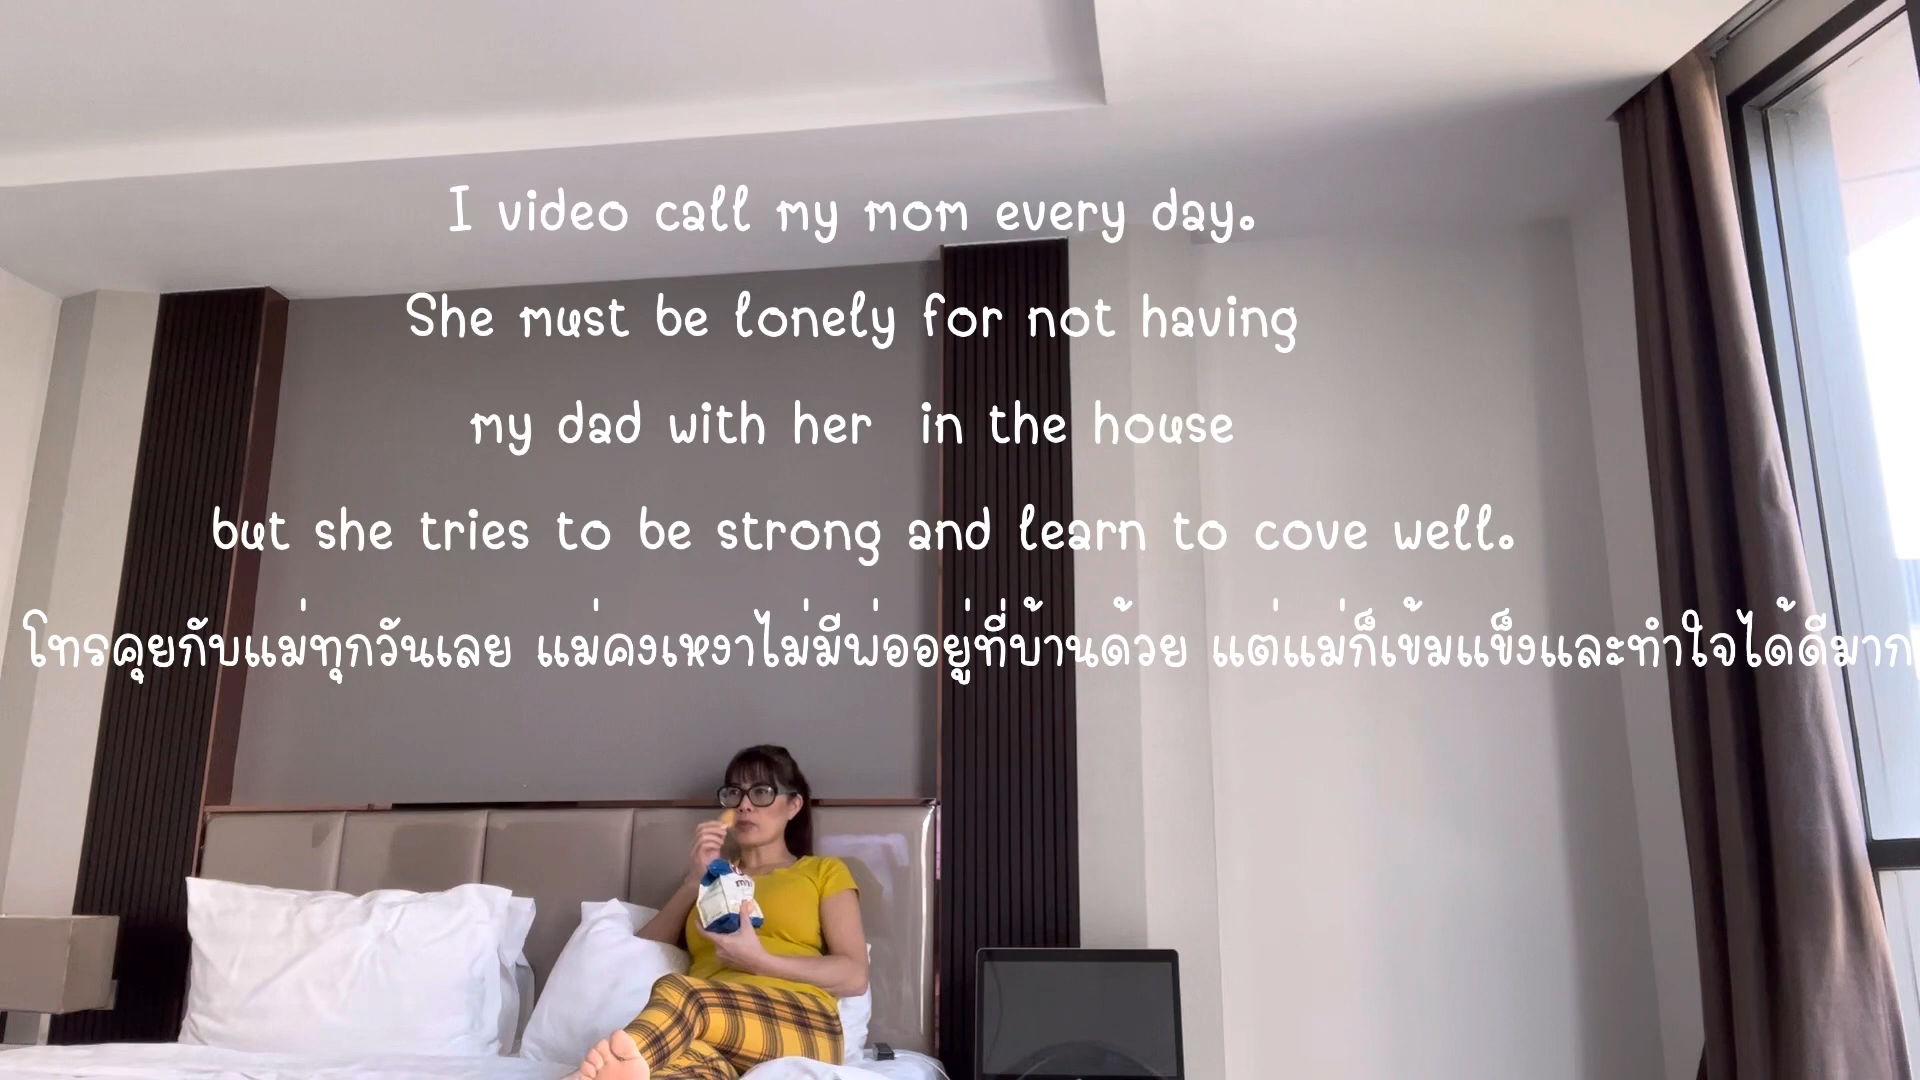 I video call my mom every day.
She must be lonely for not having
my dad with her in the house
but she tries to be strong and learn to cove well.
โทรคุยกับแม่ทุกวันเลย แม่คงเหงาไม่มีพ่ออยู่ที่บ้านด้วย แต่แม่ก็เข้มแข็งและทำใจได้ดีมาก